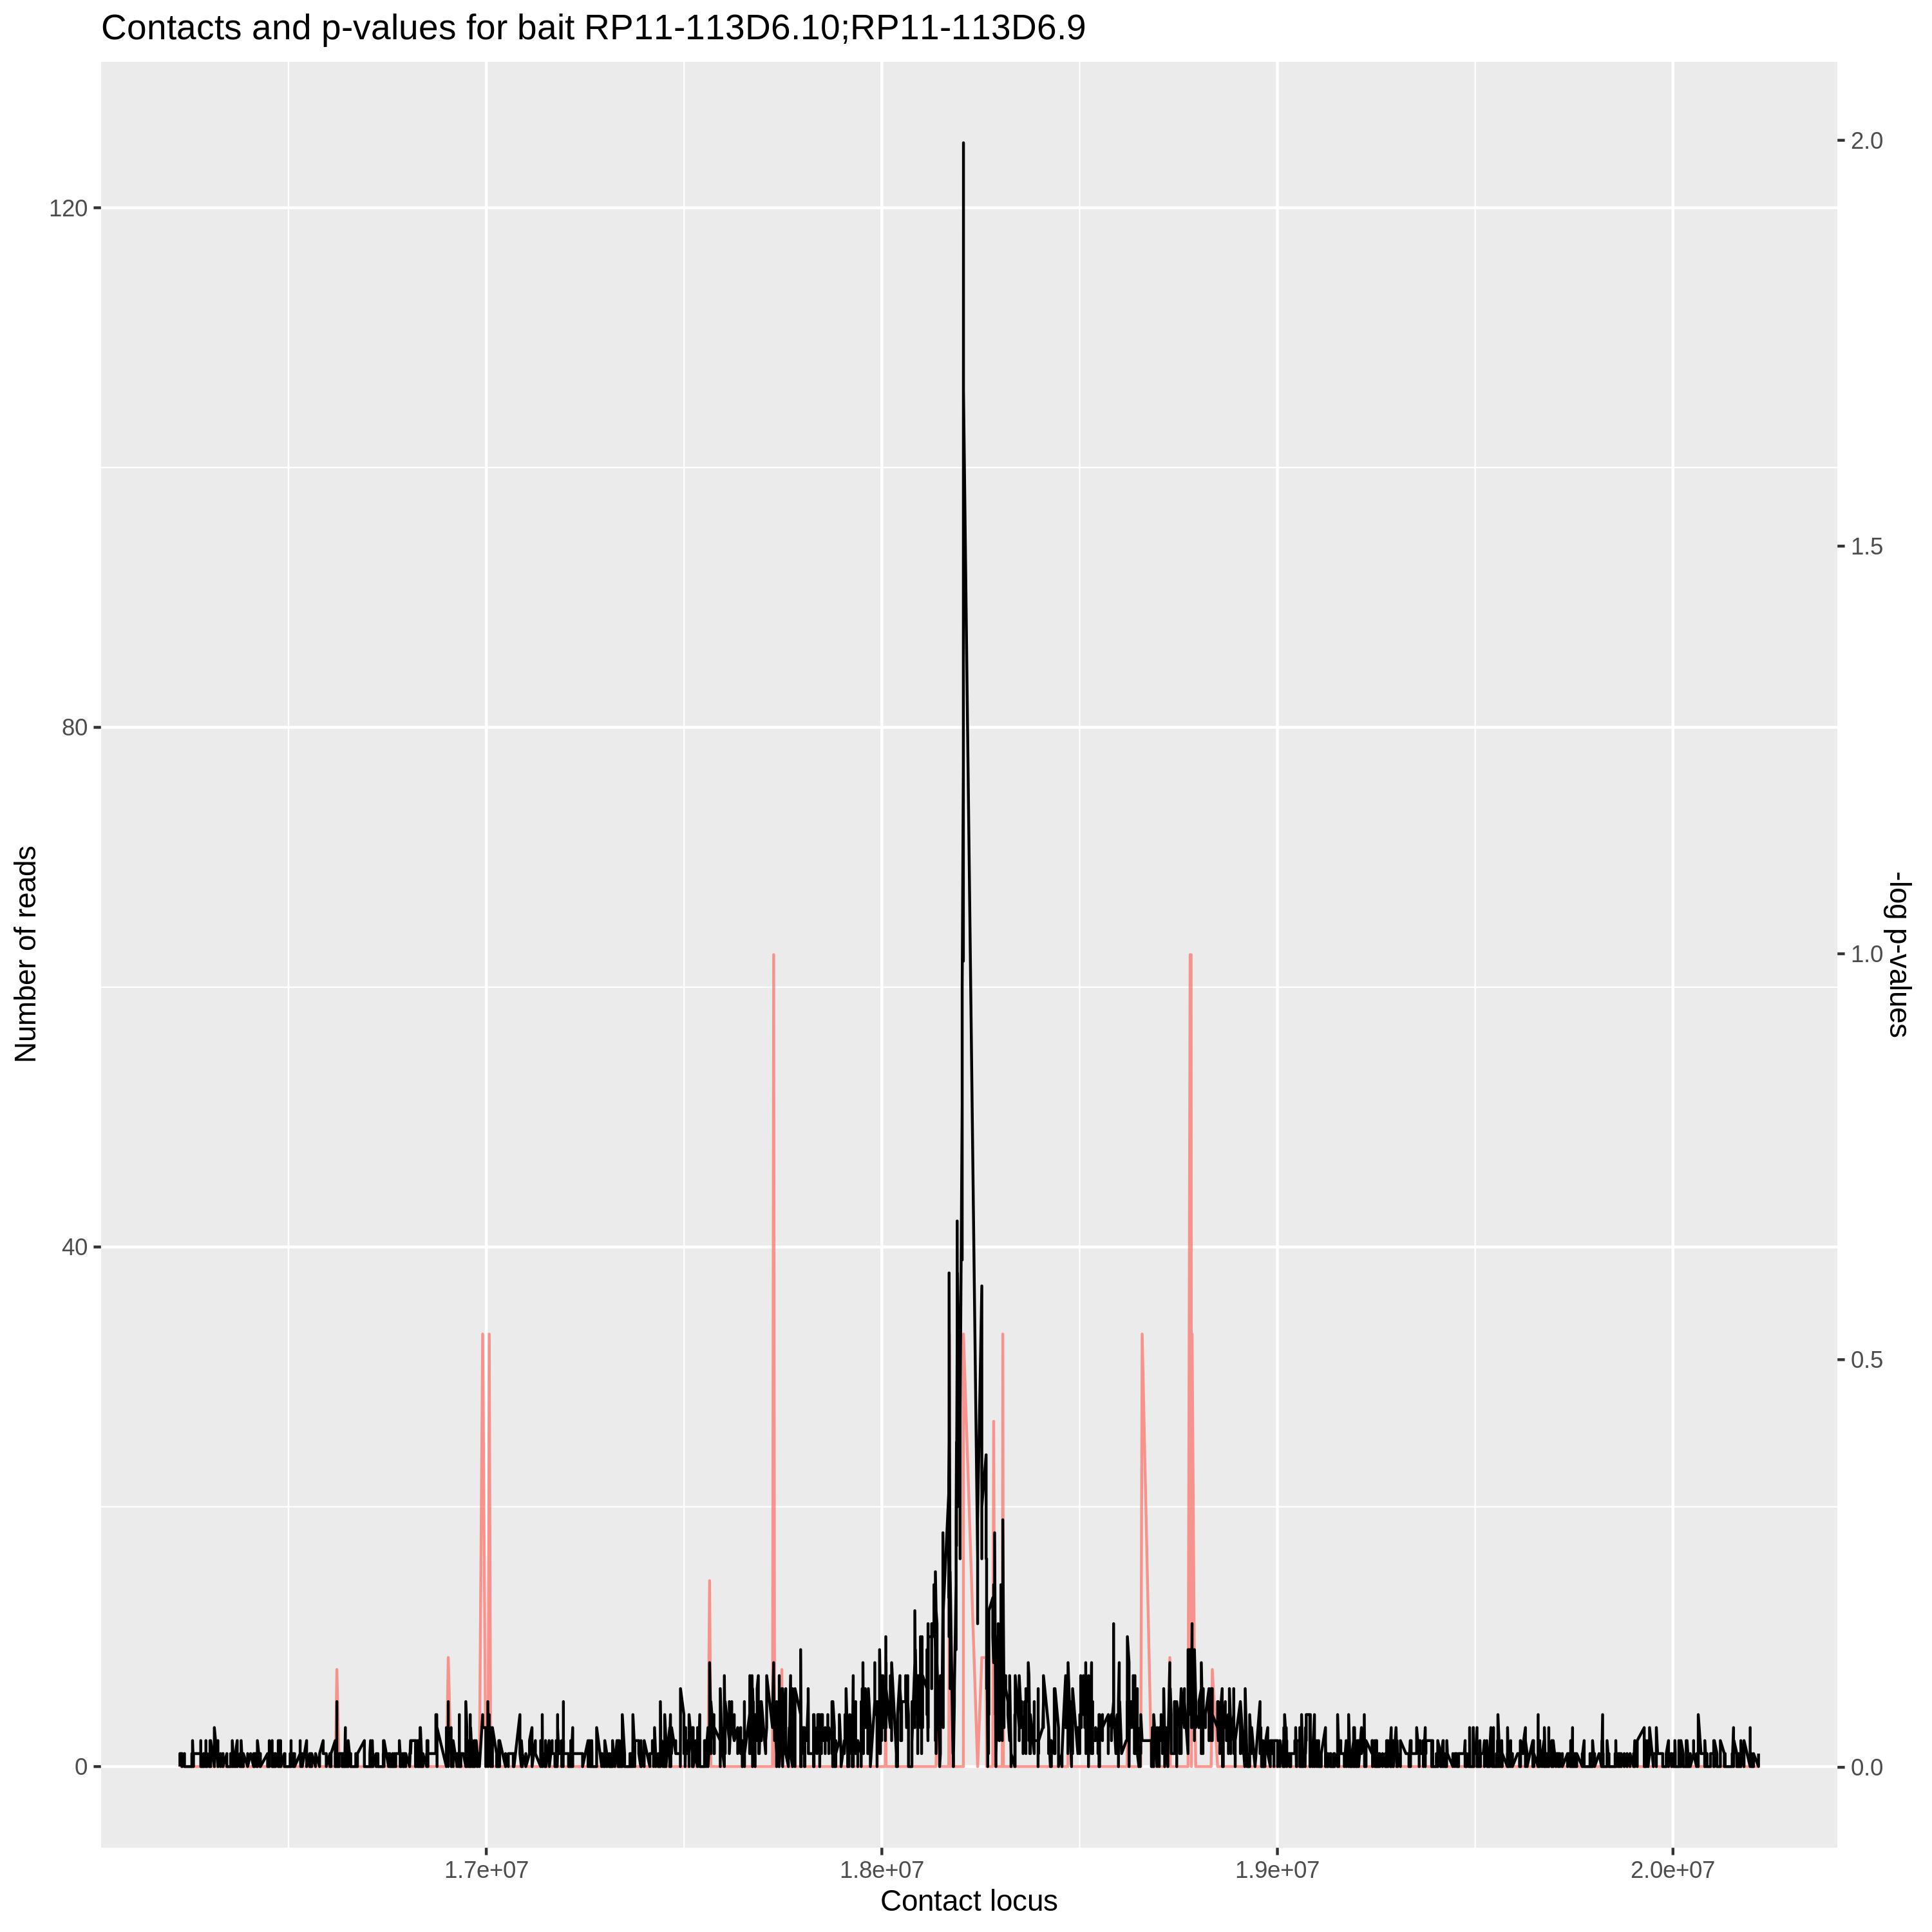 Contacts and p-values for bait RP11-113D6.10;RP11-113D6.9
Number of reads
120
80
40
0
2.0
1.5
1.0
0.5
0.0
-log p-values
1.7e+07 1.8e+07 1.9e+07 2.0e+07
Contact locus